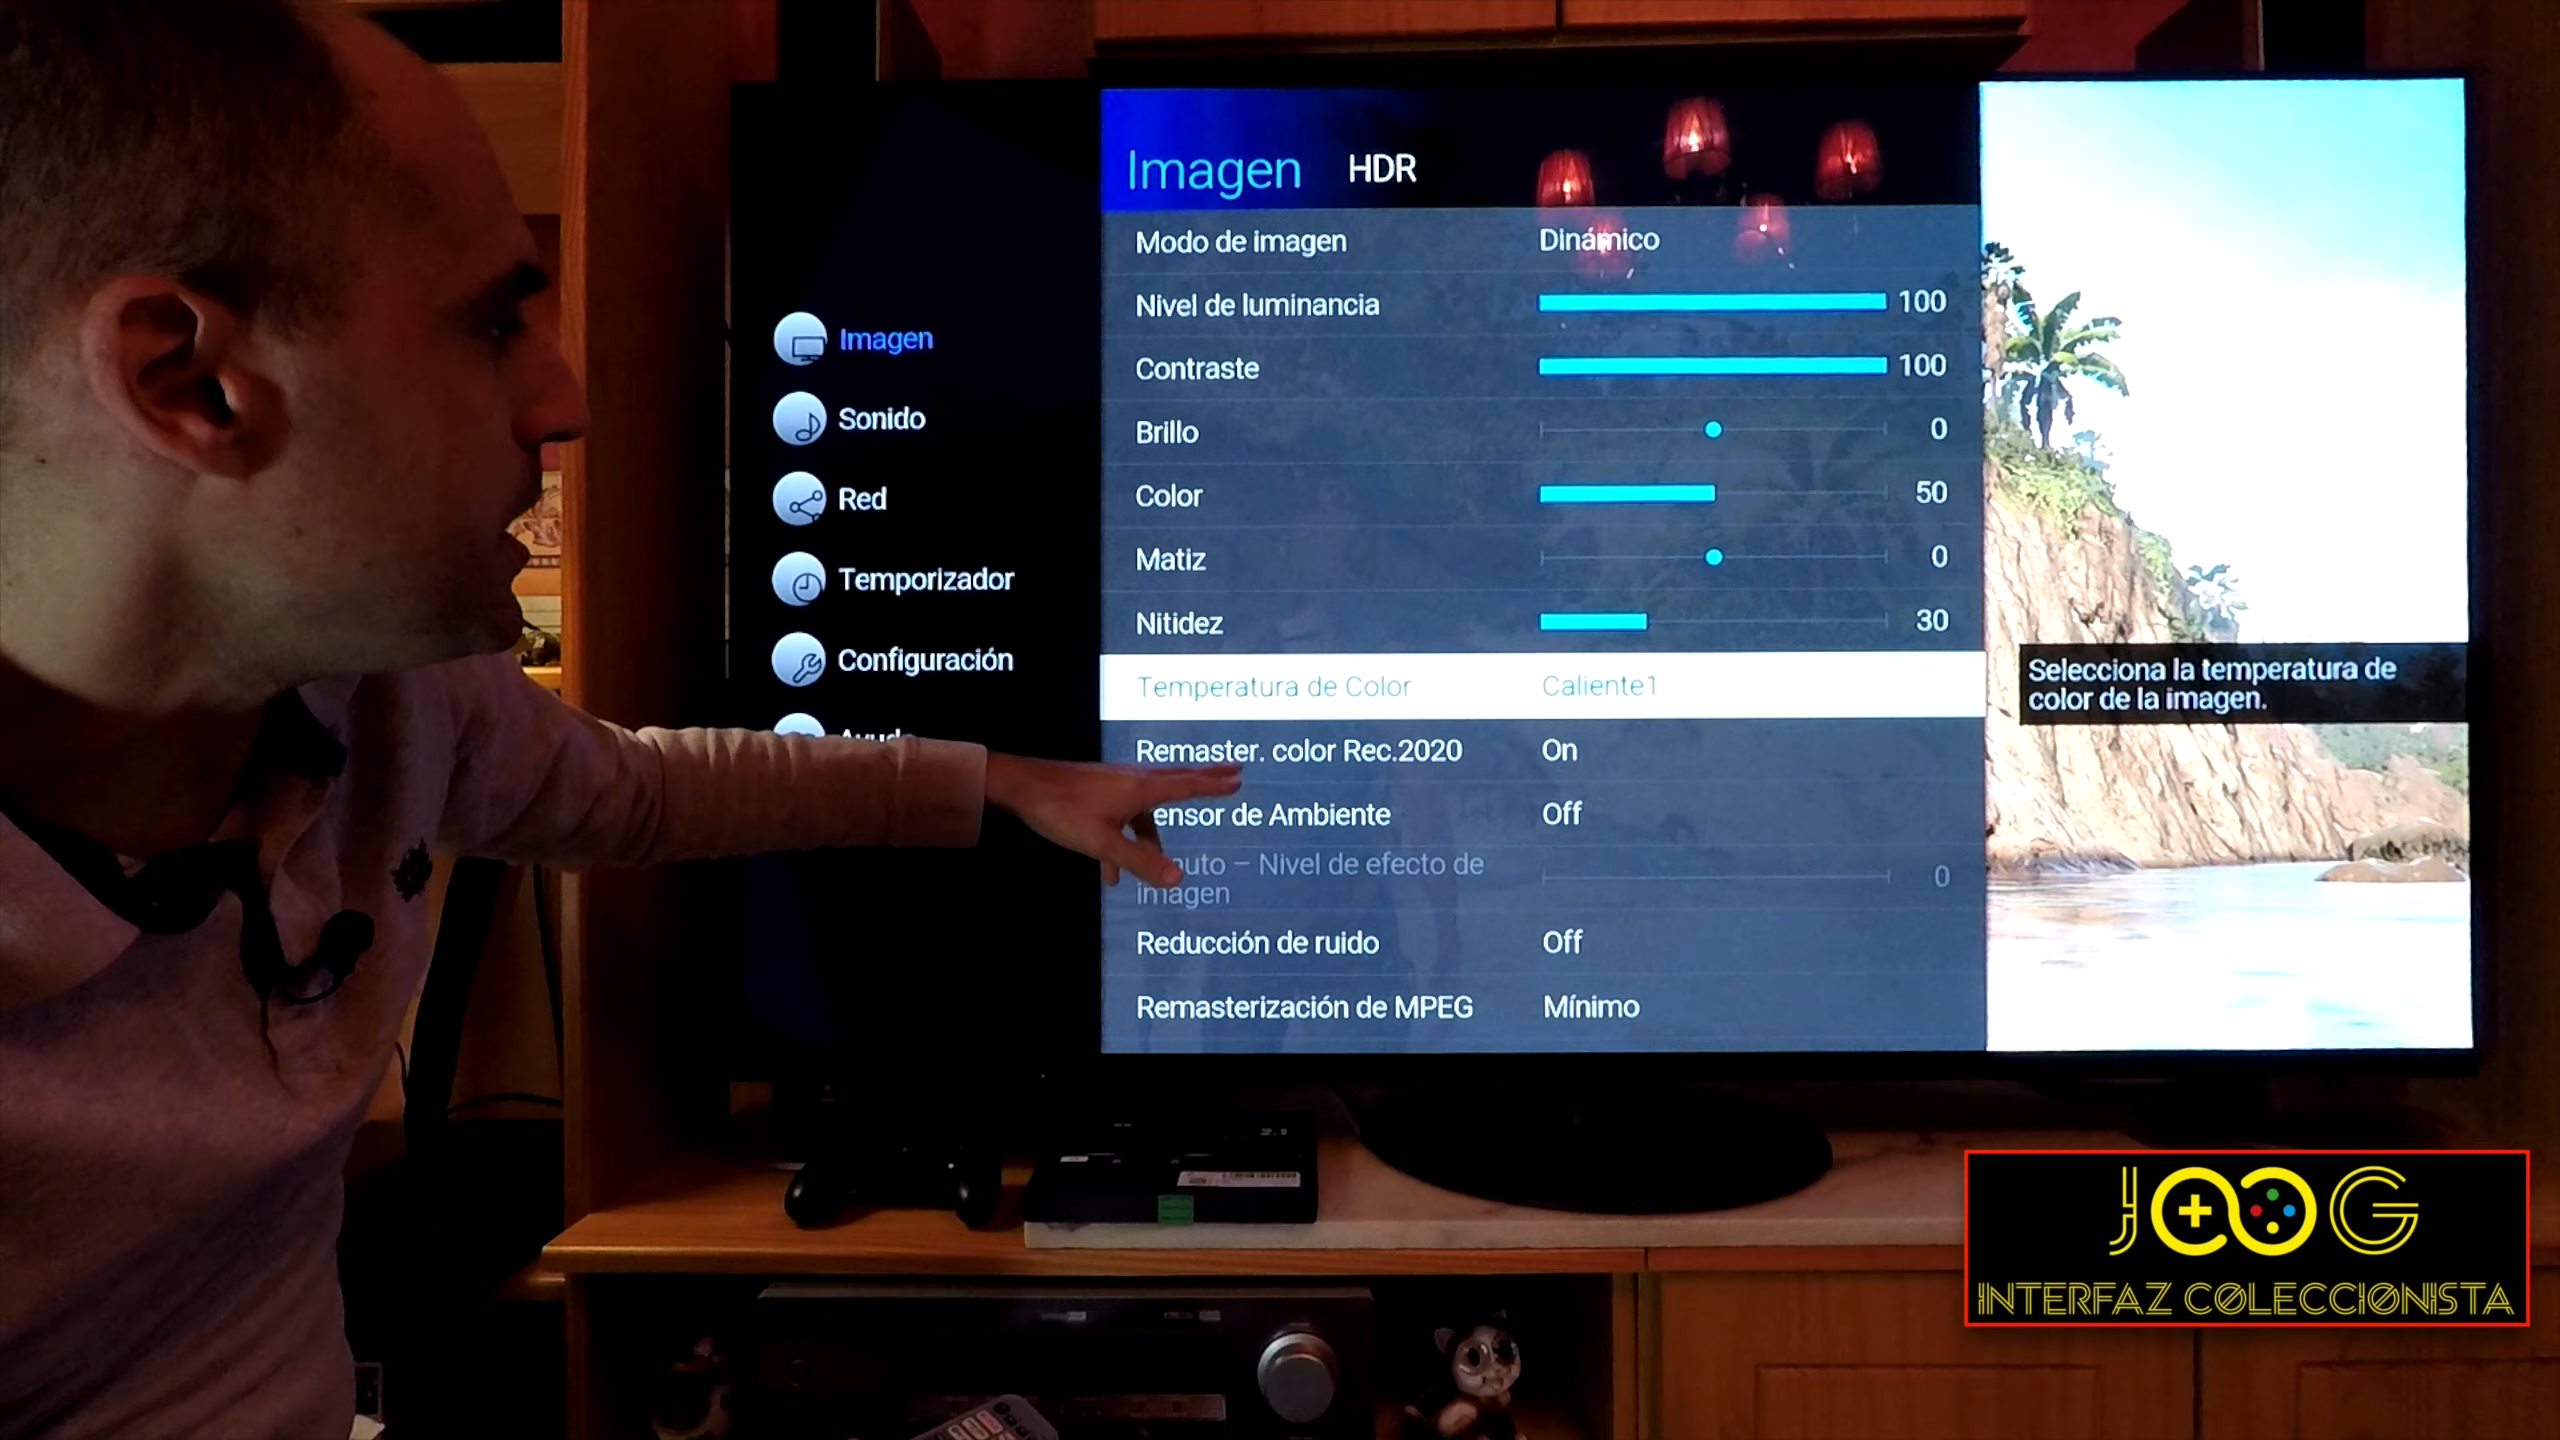 Imagen HDR
Modo de imagen Dinámico
Nivel de luminancia 100
Contraste 100
Brillo 0
Color 50
Matiz 0
Nitidez 30
Temperatura de Color Caliente1
Remaster. color Rec.2020 On
ensor de Ambiente Off
uto – Nivel de efecto de
imagen 0
Reducción de ruido Off
Remasterización de MPEG Mínimo
Imagen
Sonido
Red
Temporizador
Configuración
Selecciona la temperatura de
color de la imagen.
2.1
INTERFAZ COLECCIONISTA